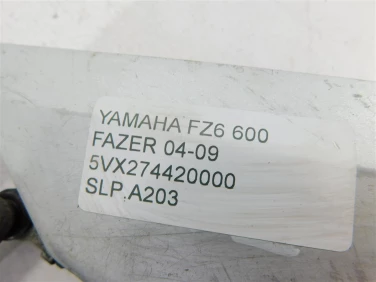 YAMAHA FZ6 600
FAZER 04-09
5VX274420000
SLP.A203